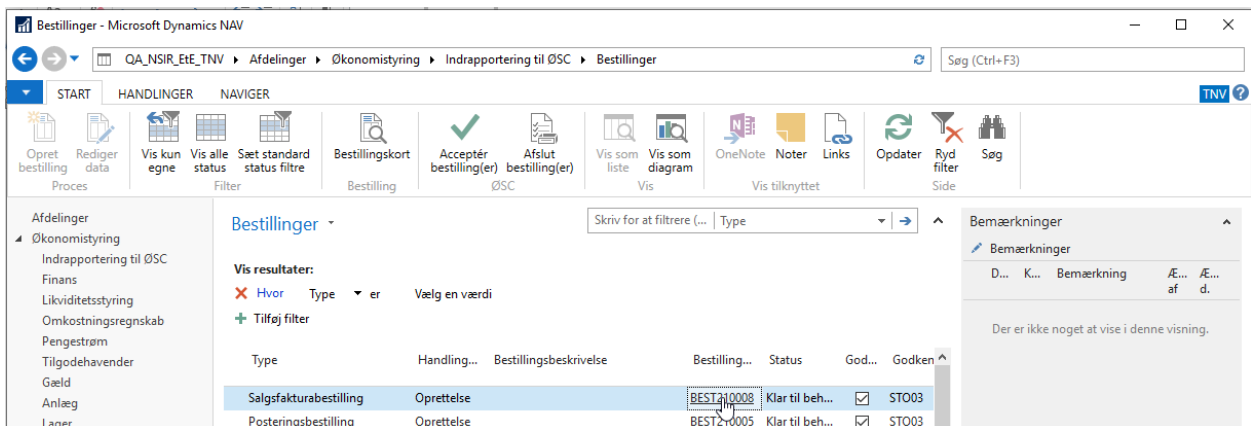 Bestillinger - Microsoft Dynamics NAV
QA_NSIR_EtE_TNV Afdelinger Økonomistyring Indrapportering til ØSC Bestillinger
Søg (Ctrl+F3)
START HANDLINGER NAVIGER
TNV ?
Opret bestilling
Rediger data
Vis kun egne
Vis alle status
Sæt standard status filtre
Bestillingskort
Acceptér bestilling(er)
Afslut bestilling(er)
Vis som liste
Vis som diagram
OneNote
Noter
Links
Opdater
Ryd filter
Søg
Proces Filter Bestilling ØSC Vis Vis tilknyttet Side
Afdelinger
Økonomistyring
Indrapportering til ØSC
Finans
Likviditetsstyring
Omkostningsregnskab
Pengestrøm
Tilgodehavender
Gæld
Anlæg
Lager
Bestillinger
Skriv for at filtrere (... Type
Vis resultater:
Hvor Type er Vælg en værdi
Tilføj filter
Type Handling... Bestillingsbeskrivelse Bestilling... Status God... Godken
Salgsfakturabestilling Oprettelse BEST210008 Klar til beh... STO03
Posteringsbestilling Oprettelse BEST210005 Klar til beh... STO03
Bemærkninger
Bemærkninger
D... K... Bemærkning Æ... af Æ... d.
Der er ikke noget at vise i denne visning.